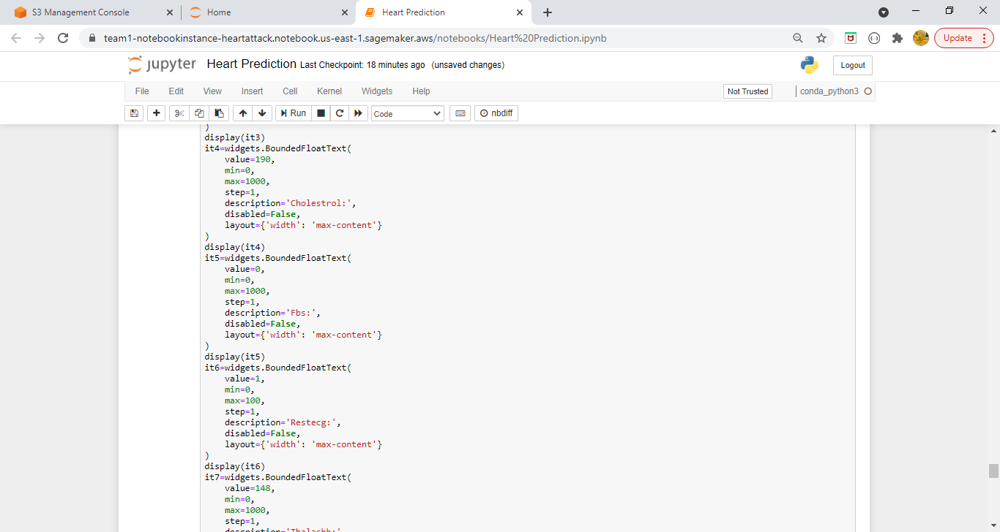 S3 Management Console
Home
Heart Prediction
team1-notebookinstance-heartattack.notebook.us-east-1.sagemaker.aws/notebooks/Heart%20Prediction.ipynb
Update
jupyter Heart Prediction Last Checkpoint: 18 minutes ago (unsaved changes)
Logout
File Edit View Insert Cell Kernel Widgets Help
Not Trusted
conda_python3
Run
Code
nbdiff
)
display(it3)
it4=widgets.BoundedFloatText(
    value=190,
    min=0,
    max=1000,
    step=1,
    description='Cholestrol:',
    disabled=False,
    layout={'width': 'max-content'}
)
display(it4)
it5=widgets.BoundedFloatText(
    value=0,
    min=0,
    max=1000,
    step=1,
    description='Fbs:',
    disabled=False,
    layout={'width': 'max-content'}
)
display(it5)
it6=widgets.BoundedFloatText(
    value=1,
    min=0,
    max=100,
    step=1,
    description='Restecg:',
    disabled=False,
    layout={'width': 'max-content'}
)
display(it6)
it7=widgets.BoundedFloatText(
    value=148,
    min=0,
    max=1000,
    step=1,
    description='Thalachh:'